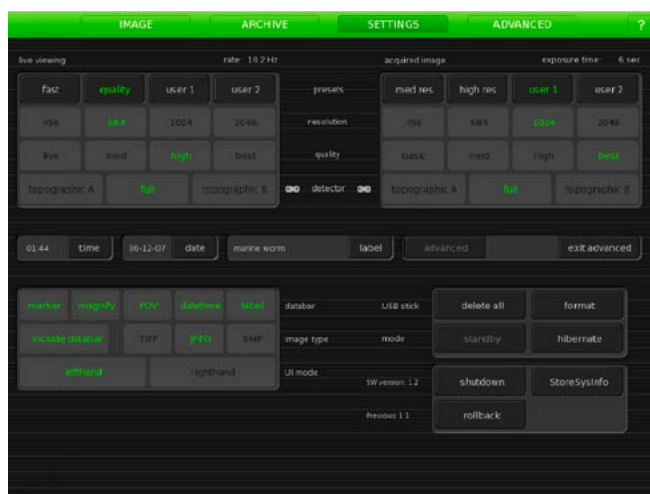 IMAGE ARCHIVE SETTINGS ADVANCED ?
live viewing rate: 10.2 Hz acquired image exposure time: 6 sec
fast quality user 1 user 2 presets med res high res user 1 user 2
456 684 1024 2048 resolution 456 684 1024 2048
live med high best quality basic med high best
topographic A full topographic B detector topographic A full topographic B
01:44 time 06-12-07 date marine worm label advanced exit advanced
marker magnify FOV datetime label databar USB stick delete all format
include databar TIFF JPEG BMP image type mode standby hibernate
lefthand righthand UI mode
SW version: 1.2 shutdown StoreSysInfo
Previous: 1.1 rollback